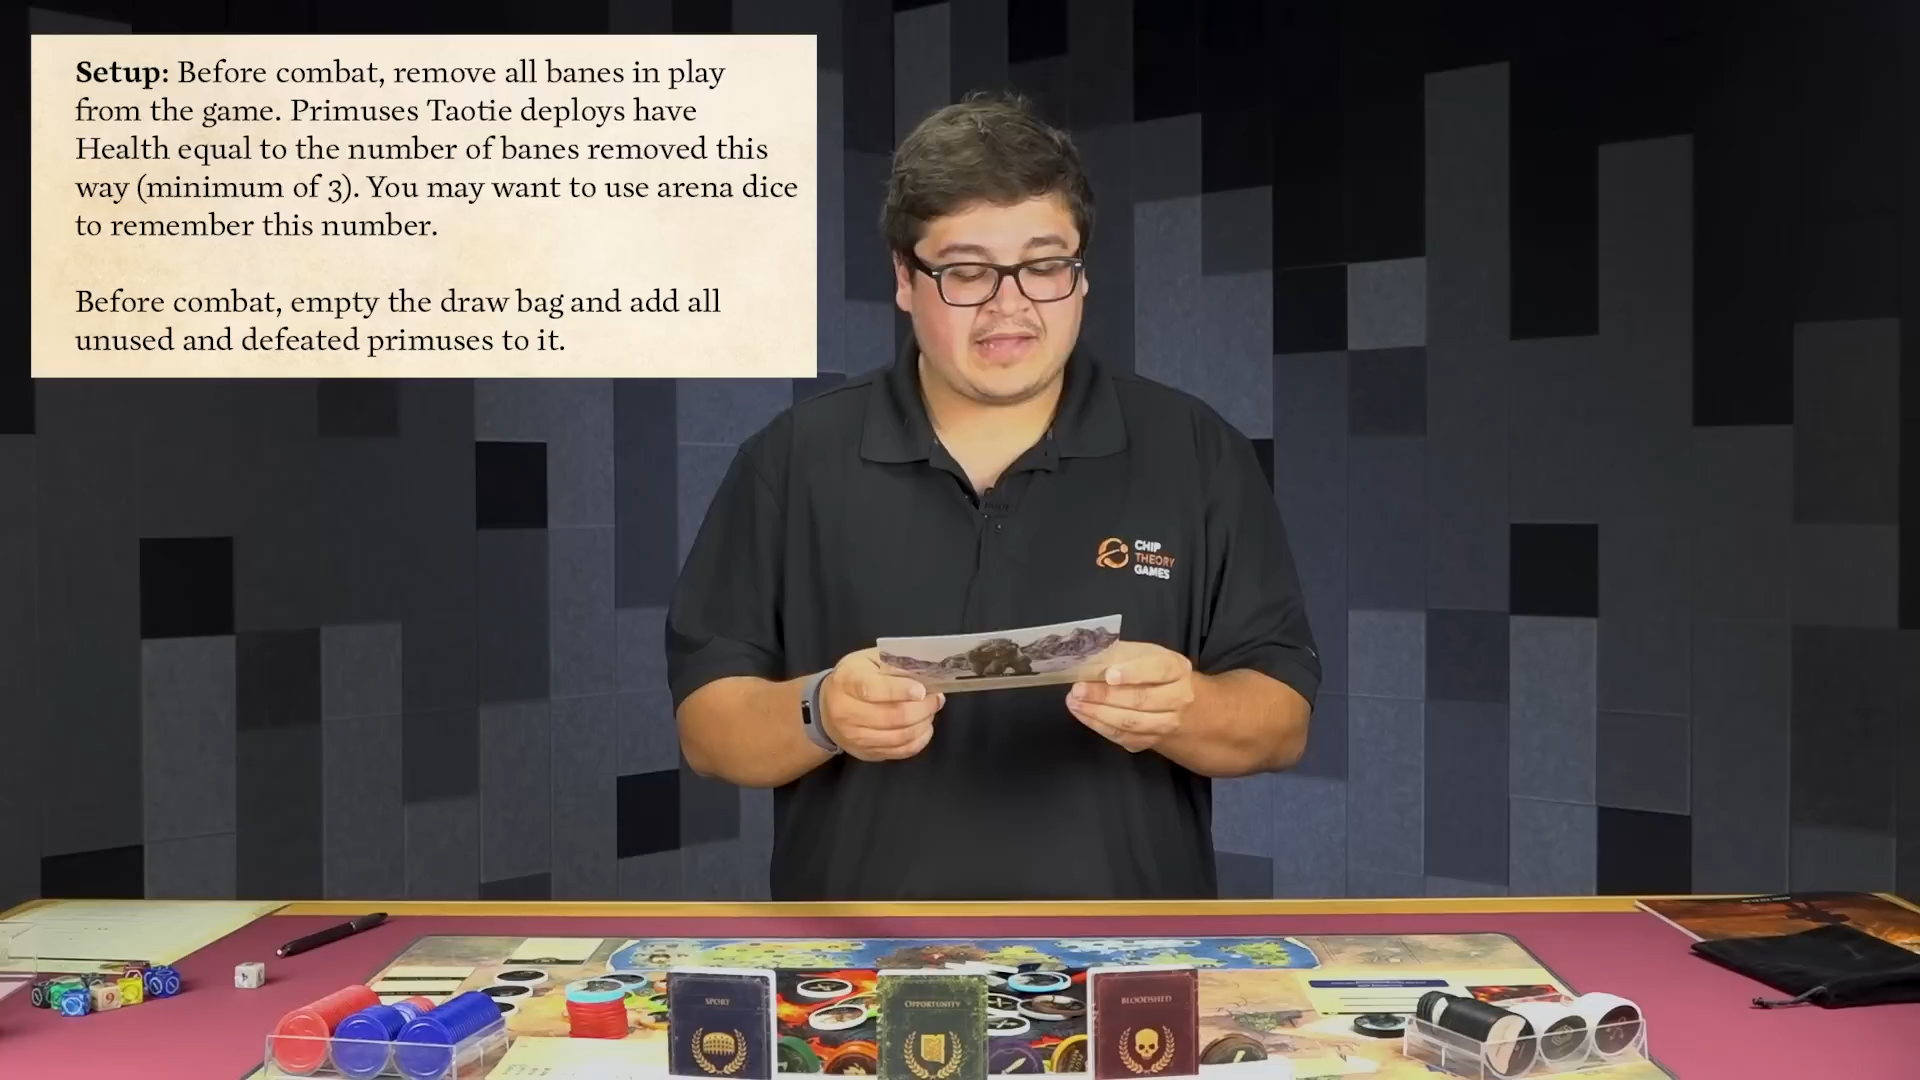 Setup: Before combat, remove all banes in play
from the game. Primuses Taotie deploys have
Health equal to the number of banes removed this
way (minimum of 3). You may want to use arena dice
to remember this number.
Before combat, empty the draw bag and add all
unused and defeated primuses to it.
CHIP
THEORY
GAMES
SPORT
OPPORTUNITY
BLOODSHED